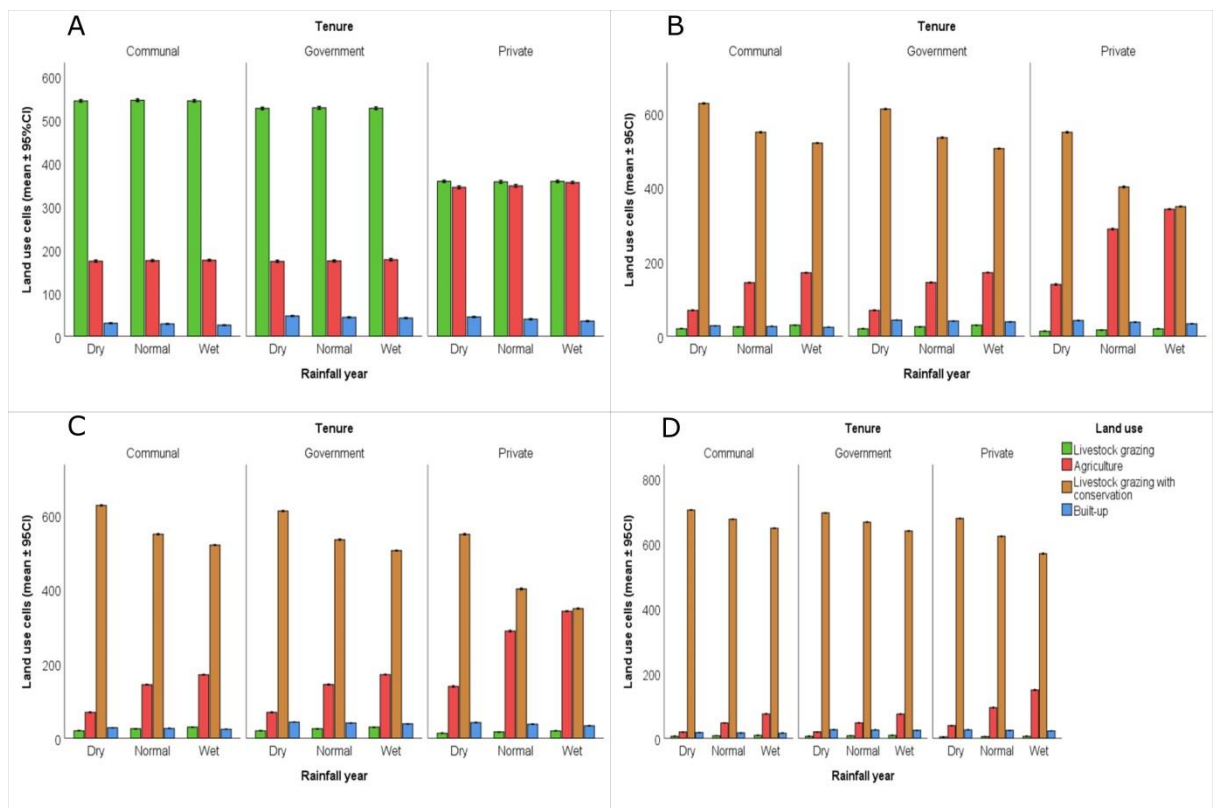 A
Tenure
Communal Government Private
Land use cells (mean ± 95%CI)
600
500
400
300
200
100
0
Dry Normal Wet Dry Normal Wet Dry Normal Wet
Rainfall year
B
Tenure
Communal Government Private
Land use cells (mean ± 95CI)
600
400
200
0
Dry Normal Wet Dry Normal Wet Dry Normal Wet
Rainfall year
C
Tenure
Communal Government Private
Land use cells (mean ± 95CI)
600
400
200
0
Dry Normal Wet Dry Normal Wet Dry Normal Wet
Rainfall year
D
Tenure
Communal Government Private
Land use cells (mean ± 95CI)
800
600
400
200
0
Dry Normal Wet Dry Normal Wet Dry Normal Wet
Rainfall year
Land use
Livestock grazing
Agriculture
Livestock grazing with
conservation
Built-up